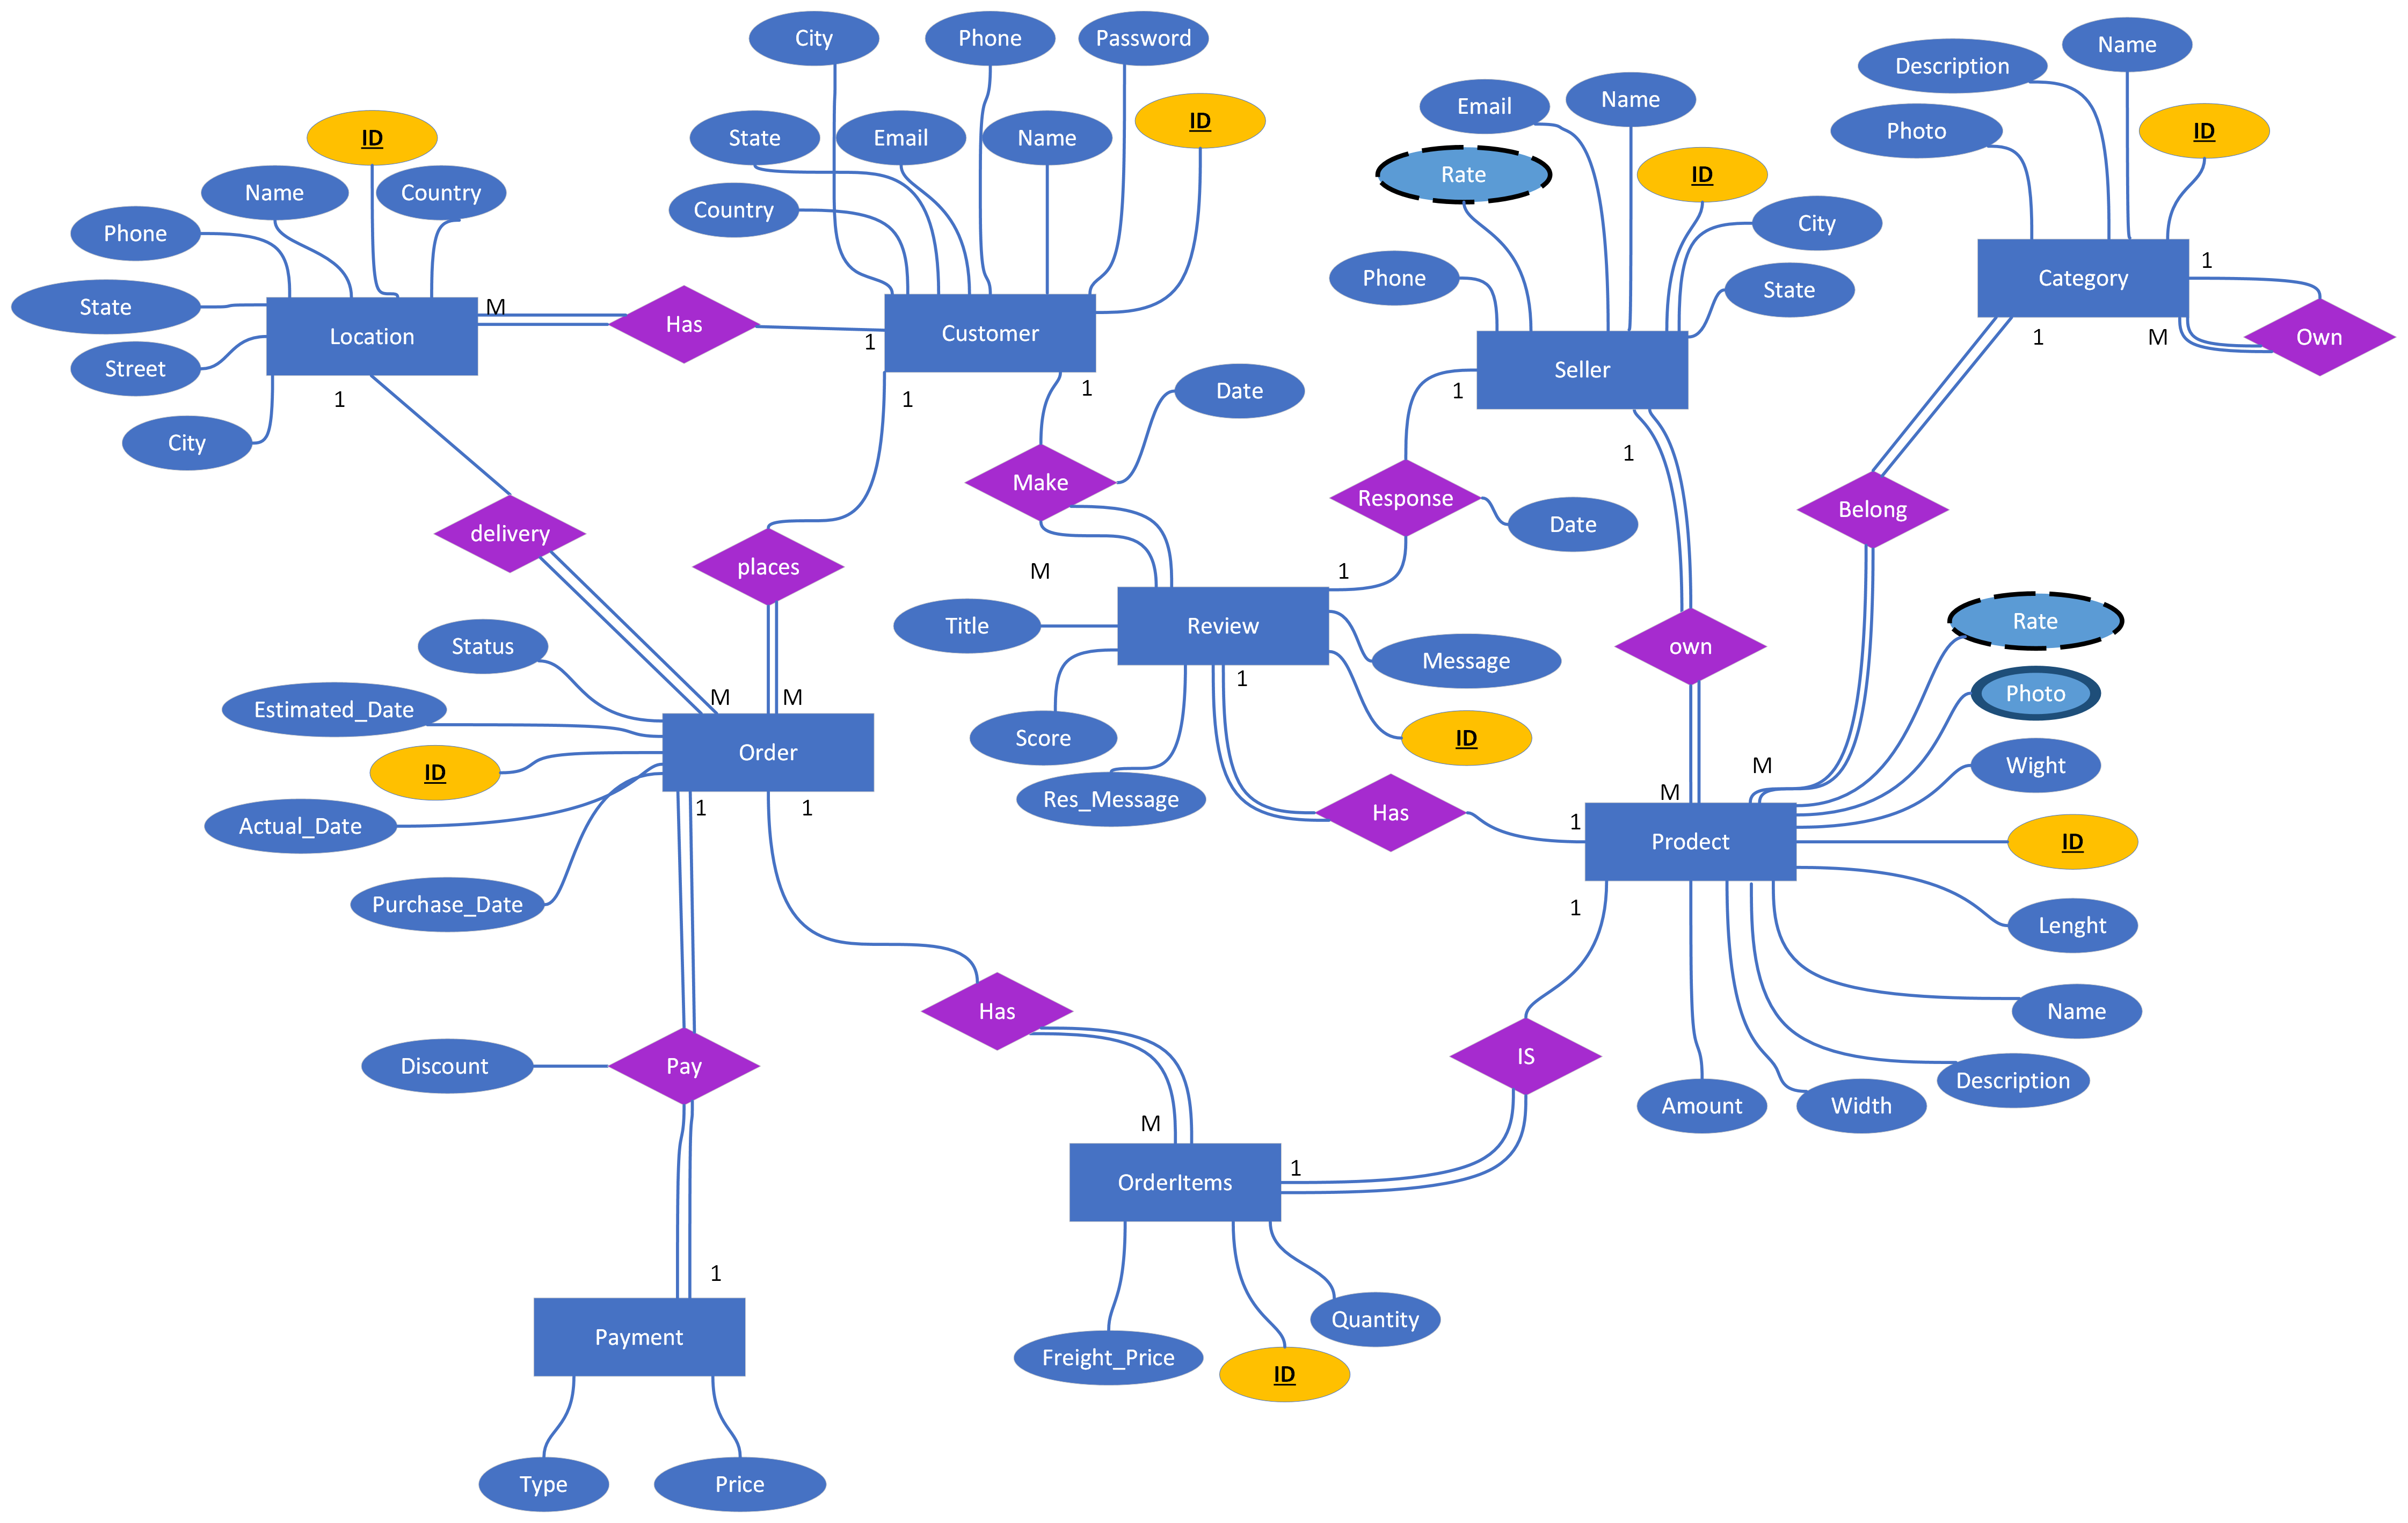 City
Phone
Password
Name
Description
Email
Name
ID
ID
State
Email
Name
Photo
ID
Rate
ID
Name
Country
Country
City
Phone
State
Location
M
Has
1
Customer
Phone
State
Category
1
Own
1
M
Street
1
City
1
1
Date
Seller
1
1
delivery
places
Make
Response
Date
Belong
M
1
Status
Title
Review
Message
own
Rate
Estimated_Date
M
M
1
Photo
ID
Order
Score
ID
M
M
Wight
Actual_Date
1
1
Res_Message
Has
1
Prodect
ID
Purchase_Date
1
Lenght
Has
Name
Discount
Pay
IS
Description
M
Amount
Width
OrderItems
1
1
Payment
Quantity
Freight_Price
ID
Type
Price